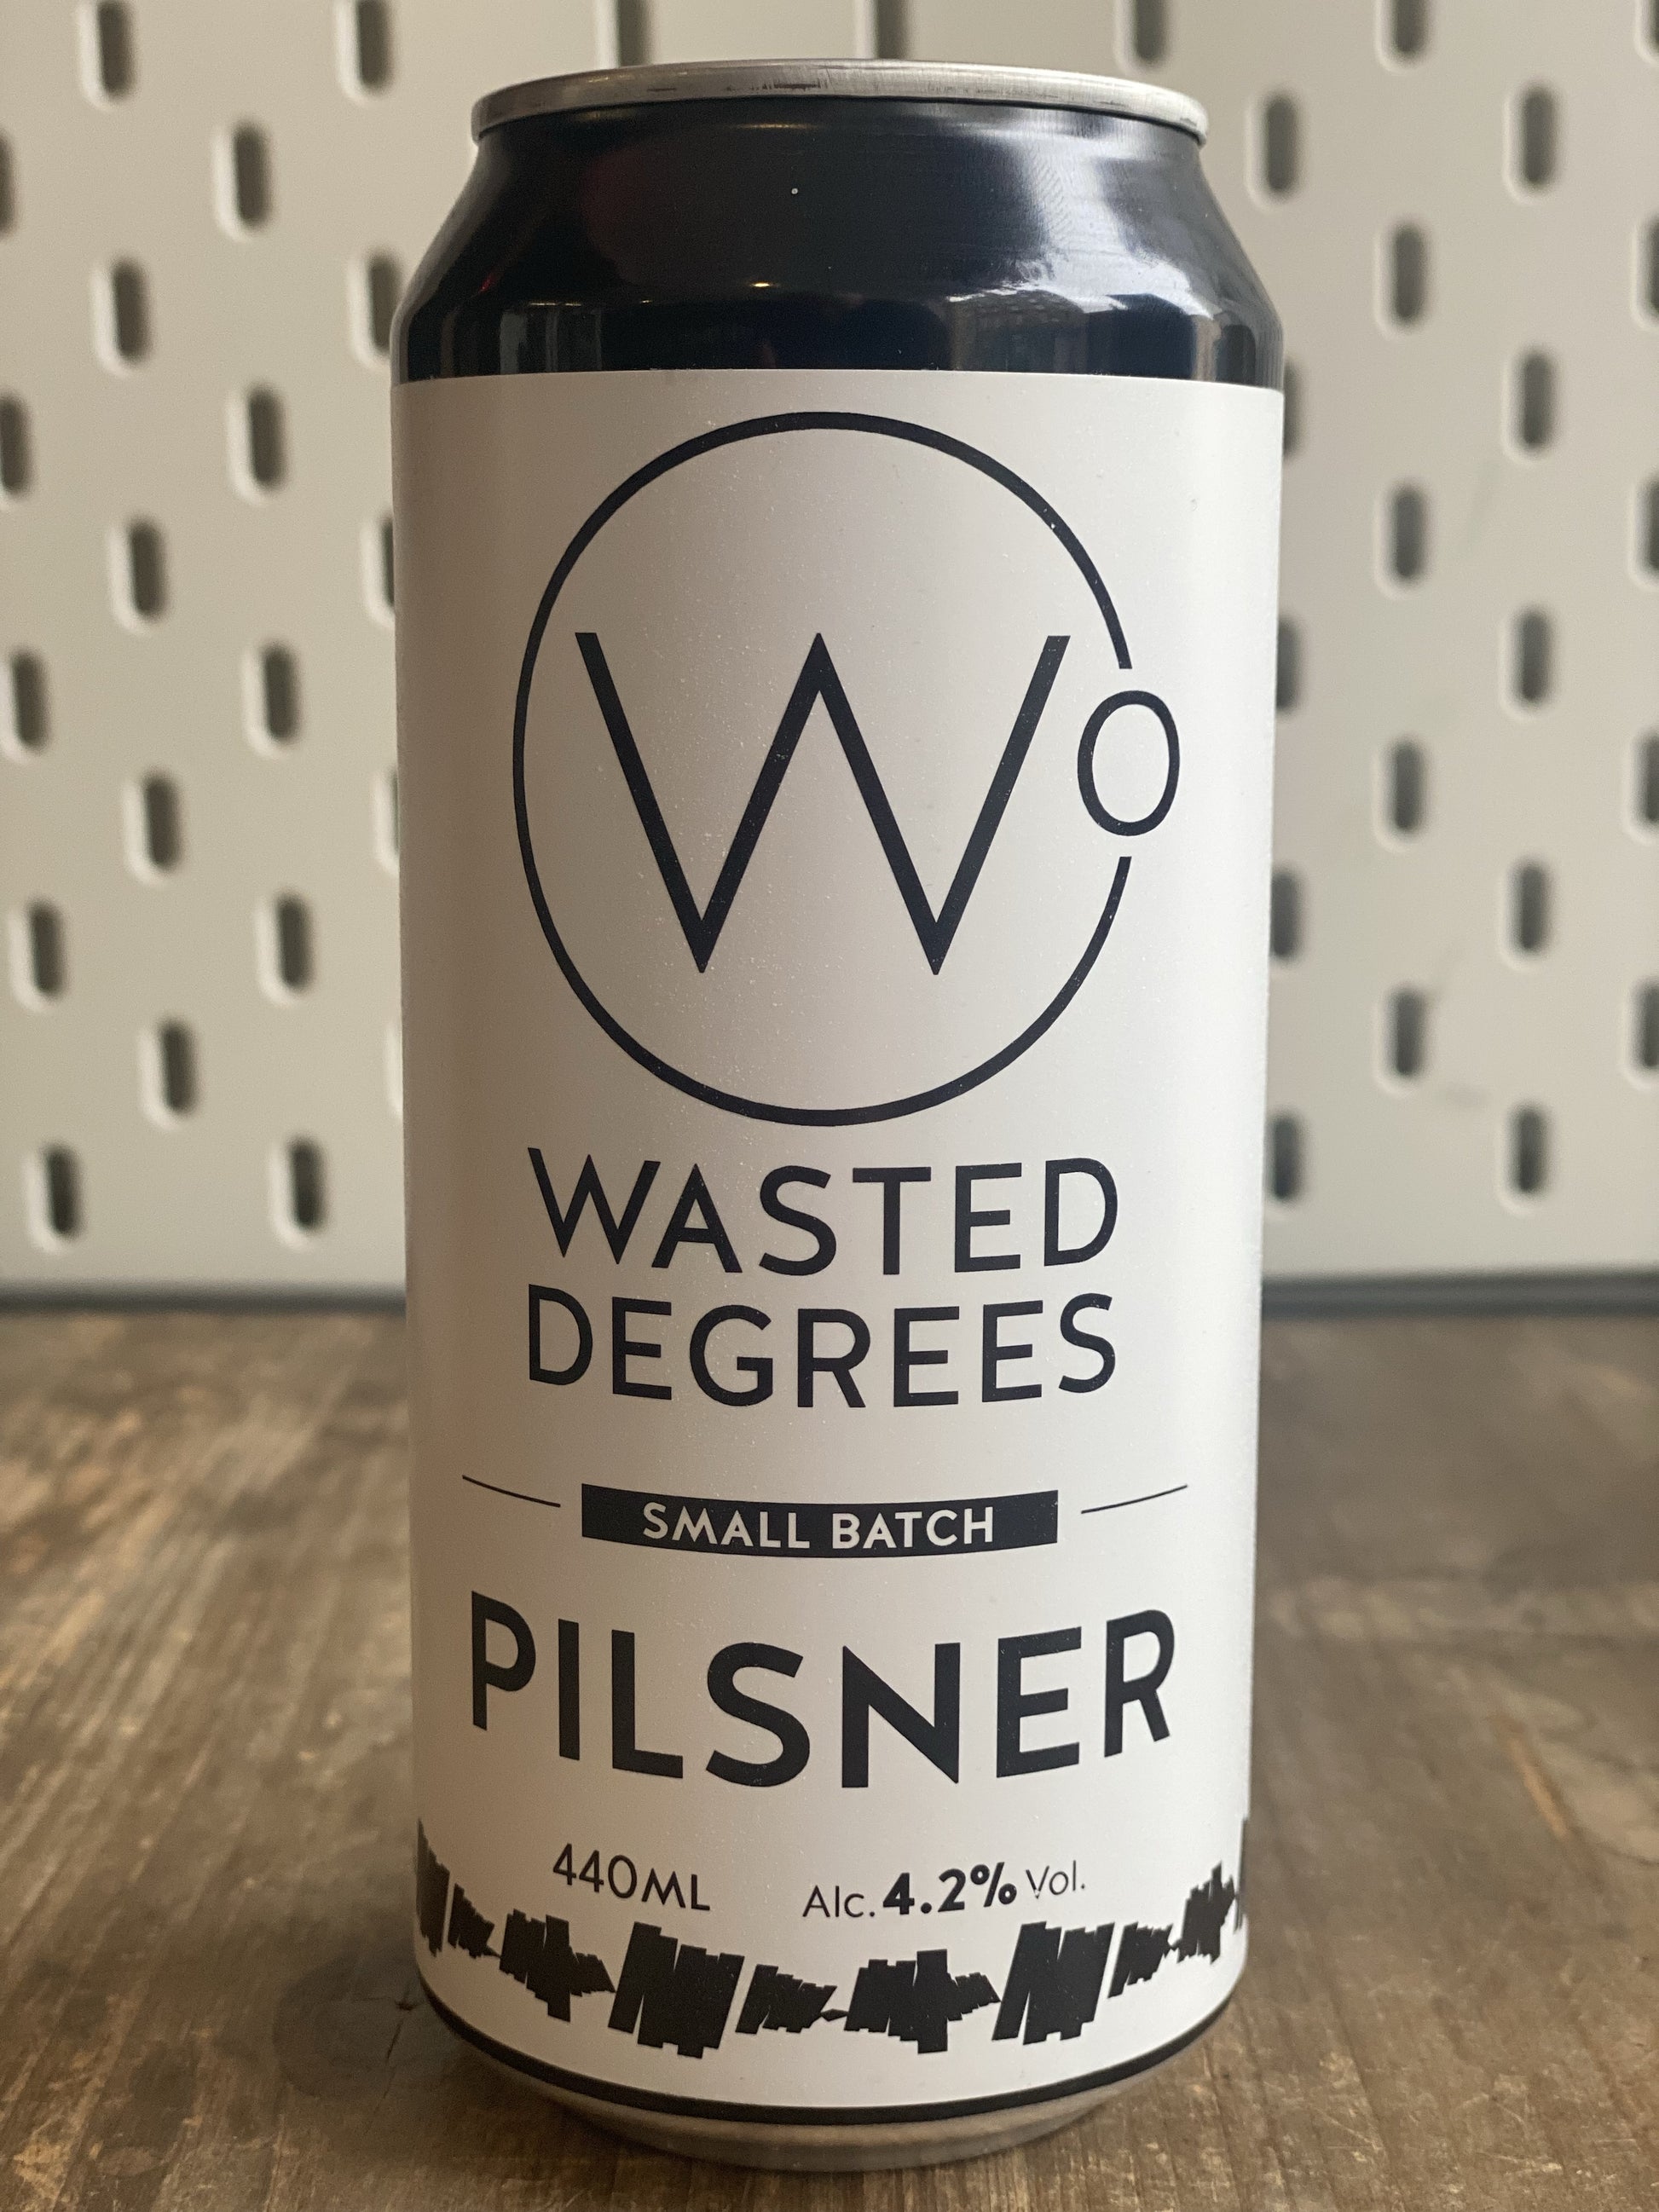 W°
WASTED
DEGREES
SMALL BATCH
PILSNER
440ML Alc. 4.2% Vol.